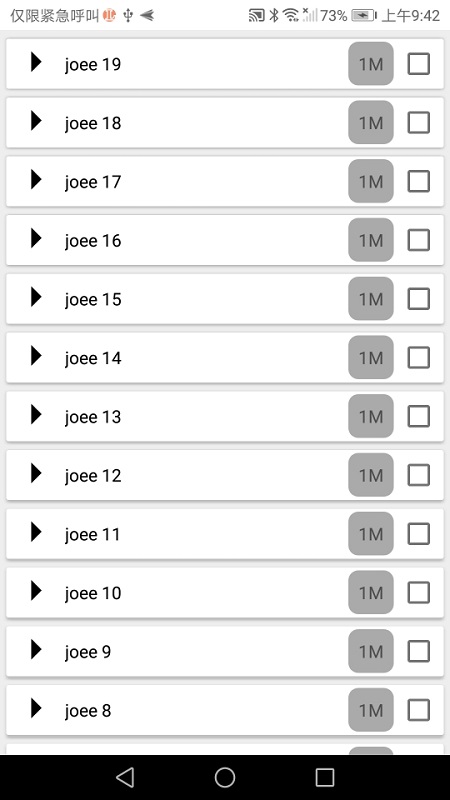 仅限紧急呼叫 73% 上午9:42
joee 19 1M
joee 18 1M
joee 17 1M
joee 16 1M
joee 15 1M
joee 14 1M
joee 13 1M
joee 12 1M
joee 11 1M
joee 10 1M
joee 9 1M
joee 8 1M